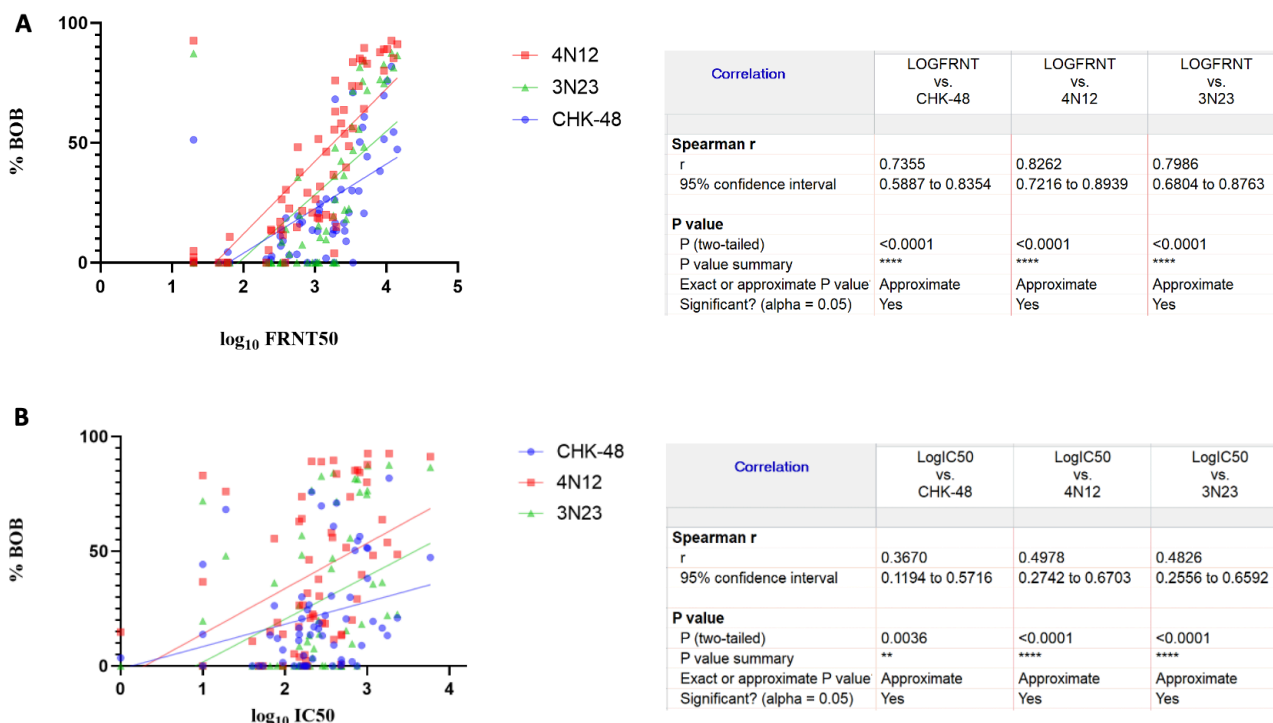 A
100
50
0
% BOB
0 1 2 3 4 5
log10 FRNT50
4N12
3N23
CHK-48
Correlation
LOGFRNT vs. CHK-48
LOGFRNT vs. 4N12
LOGFRNT vs. 3N23
Spearman r
r 0.7355 0.8262 0.7986
95% confidence interval 0.5887 to 0.8354 0.7216 to 0.8939 0.6804 to 0.8763
P value
P (two-tailed) <0.0001 <0.0001 <0.0001
P value summary **** **** ****
Exact or approximate P value Approximate Approximate Approximate
Significant? (alpha = 0.05) Yes Yes Yes
B
100
50
0
% BOB
0 1 2 3 4
log10 IC50
CHK-48
4N12
3N23
Correlation
LogIC50 vs. CHK-48
LogIC50 vs. 4N12
LogIC50 vs. 3N23
Spearman r
r 0.3670 0.4978 0.4826
95% confidence interval 0.1194 to 0.5716 0.2742 to 0.6703 0.2556 to 0.6592
P value
P (two-tailed) 0.0036 <0.0001 <0.0001
P value summary ** **** ****
Exact or approximate P value Approximate Approximate Approximate
Significant? (alpha = 0.05) Yes Yes Yes